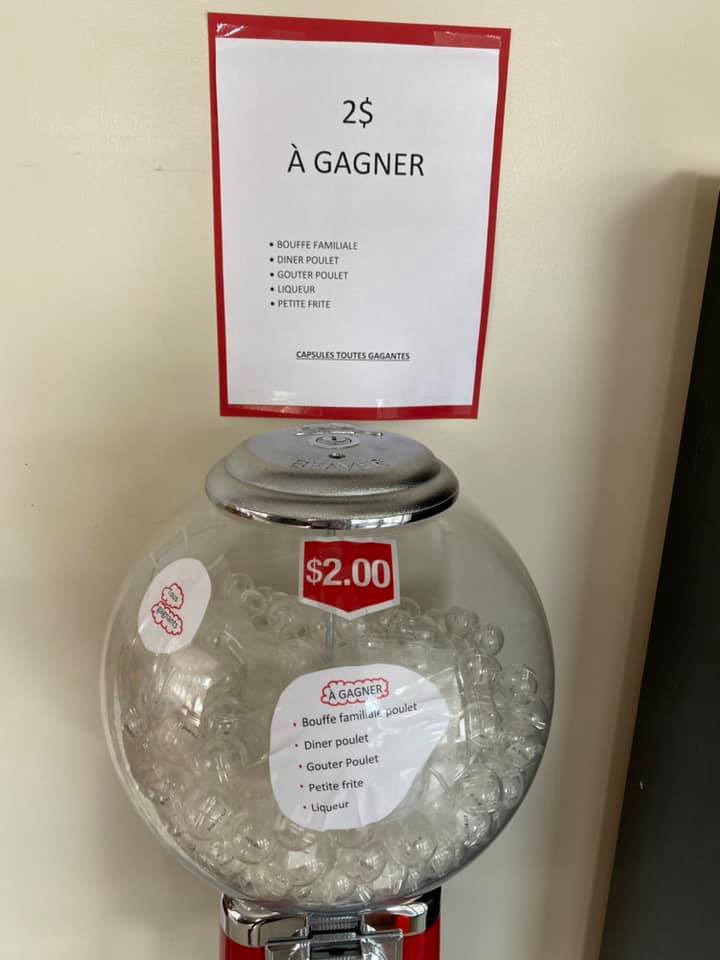 2$
À GAGNER
• BOUFFE FAMILIALE
• DINER POULET
• GOUTER POULET
• LIQUEUR
• PETITE FRITE
CAPSULES TOUTES GAGANTES
BEAVER
$2.00
Tous
gagnants
À GAGNER
• Bouffe familiale poulet
• Diner poulet
• Gouter Poulet
• Petite frite
• Liqueur